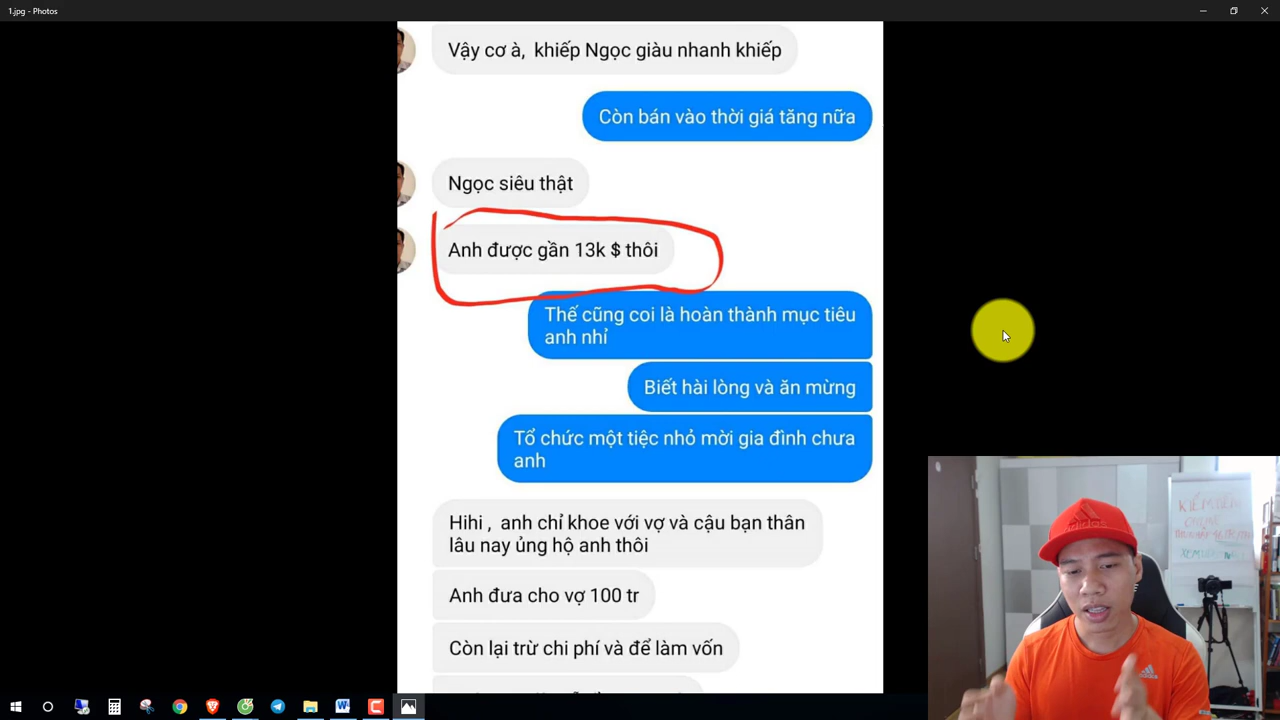 1.jpg - Photos
Vậy cơ à, khiếp Ngọc giàu nhanh khiếp
Còn bán vào thời giá tăng nữa
Ngọc siêu thật
Anh được gần 13k $ thôi
Thế cũng coi là hoàn thành mục tiêu
anh nhỉ
Biết hài lòng và ăn mừng
Tổ chức một tiệc nhỏ mời gia đình chưa
anh
Hihi , anh chỉ khoe với vợ và cậu bạn thân
lâu nay ủng hộ anh thôi
Anh đưa cho vợ 100 tr
Còn lại trừ chi phí và để làm vốn
KIẾM TIỀN
adidas
adidas